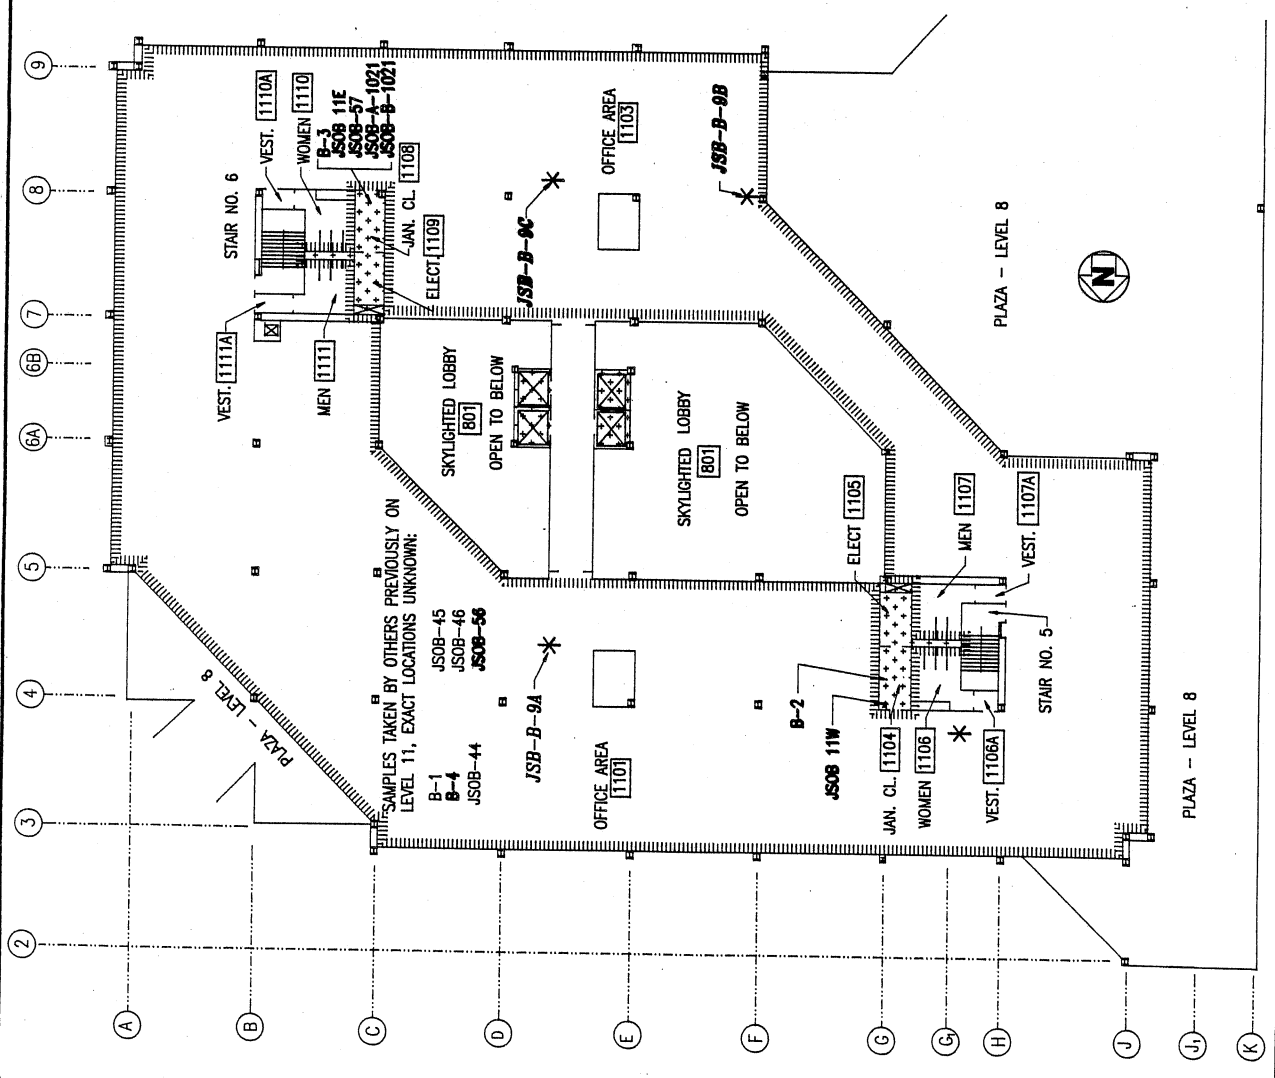 9
8
7
6B
6A
5
4
3
2
A
B
C
D
E
F
G
G1
H
J
J1
K
STAIR NO. 6
VEST. 1110A
WOMEN 1110
B-3
JSOB 11E
JSOB-57
JSOB-A-1021
JSOB-B-1021
JAN. CL. 1108
ELECT. 1109
VEST. 1111A
MEN 1111
OFFICE AREA
1103
JSB-B-9C
JSB-B-9B
SKYLIGHTED LOBBY
801
OPEN TO BELOW
SKYLIGHTED LOBBY
801
OPEN TO BELOW
PLAZA - LEVEL 8
N
PLAZA - LEVEL 8
SAMPLES TAKEN BY OTHERS PREVIOUSLY ON
LEVEL 11, EXACT LOCATIONS UNKNOWN:
B-1
B-4
JSOB-44
JSOB-45
JSOB-46
JSOB-56
JSB-B-9A
OFFICE AREA
1101
ELECT 1105
MEN 1107
VEST. 1107A
STAIR NO. 5
B-2
JSOB 11W
JAN. CL. 1104
WOMEN 1106
VEST. 1106A
PLAZA - LEVEL 8